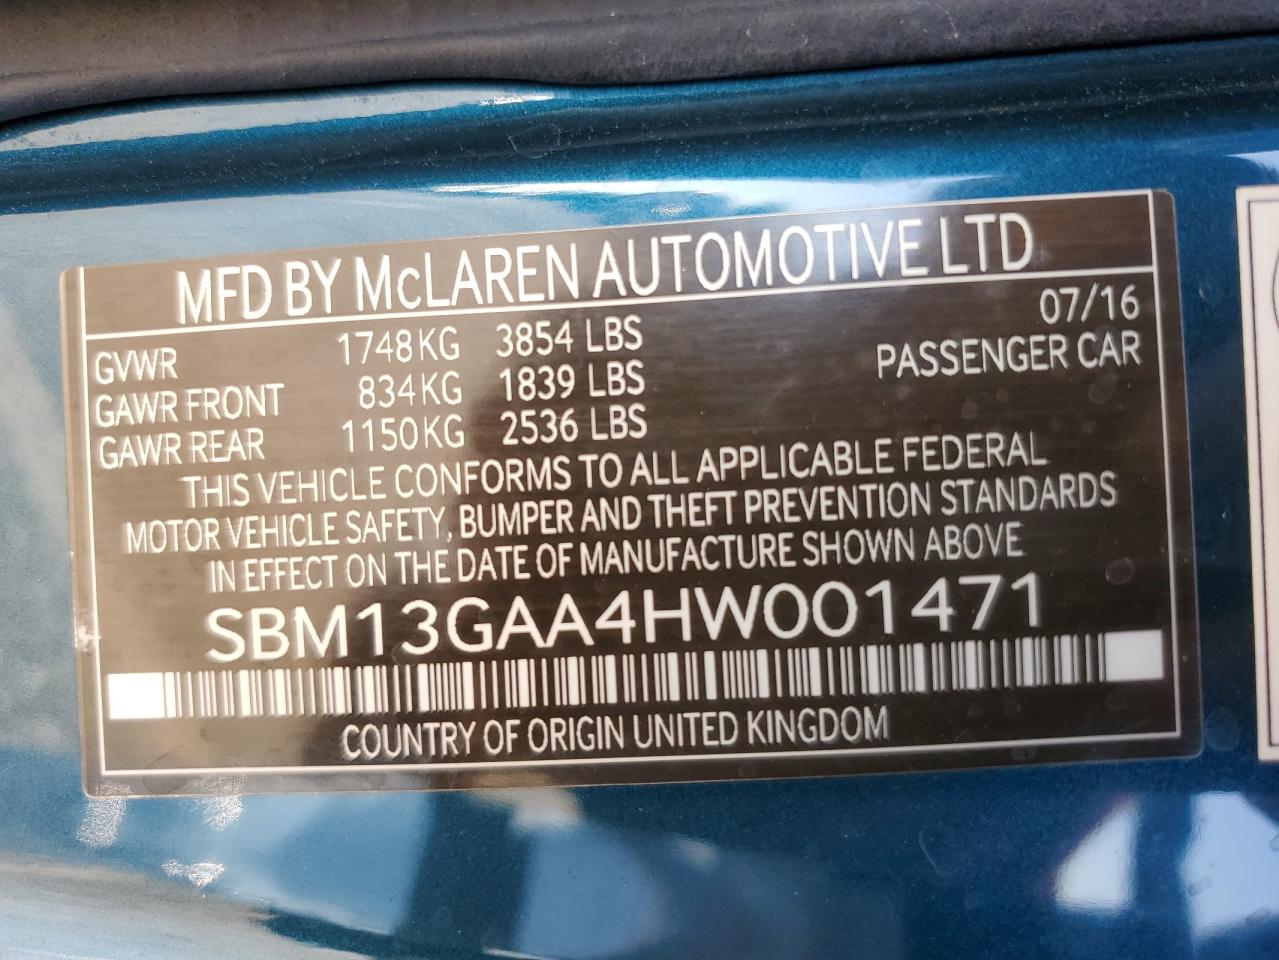 MFD BY McLAREN AUTOMOTIVE LTD
07/16
GVWR 1748KG 3854 LBS
PASSENGER CAR
GAWR FRONT 834KG 1839 LBS
GAWR REAR 1150KG 2536 LBS
THIS VEHICLE CONFORMS TO ALL APPLICABLE FEDERAL
MOTOR VEHICLE SAFETY, BUMPER AND THEFT PREVENTION STANDARDS
IN EFFECT ON THE DATE OF MANUFACTURE SHOWN ABOVE
SBM13GAA4HW001471
COUNTRY OF ORIGIN UNITED KINGDOM